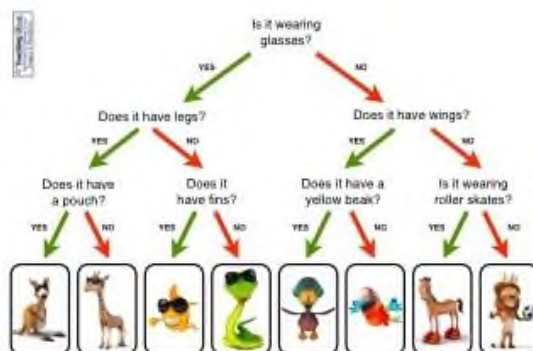 Is it wearing
glasses?
YES
NO
Does it have legs?
Does it have wings?
YES
NO
YES
NO
Does it have
a pouch?
Does it
have fins?
Does it have a
yellow beak?
Is it wearing
roller skates?
YES
NO
YES
NO
YES
NO
YES
NO